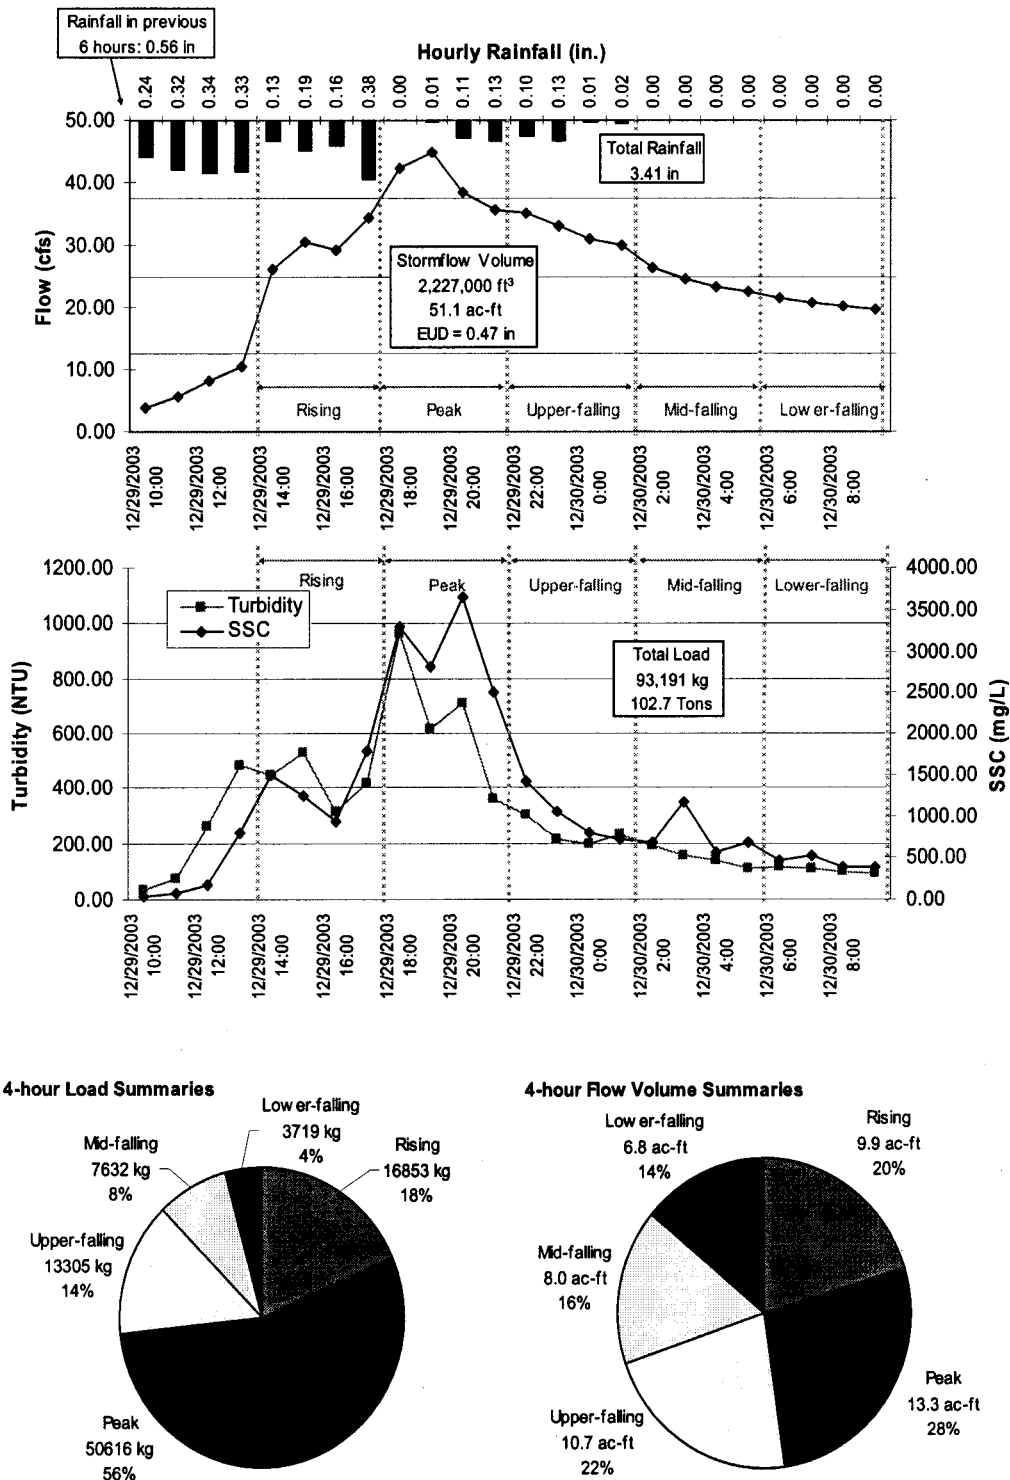 Rainfall in previous
6 hours: 0.56 in
Hourly Rainfall (in.)
0.24 0.32 0.34 0.33 0.13 0.19 0.16 0.38 0.00 0.01 0.11 0.13 0.10 0.13 0.01 0.02 0.00 0.00 0.00 0.00 0.00 0.00 0.00 0.00
50.00
40.00
30.00
20.00
10.00
0.00
Flow (cfs)
Total Rainfall
3.41 in
Stormflow Volume
2,227,000 ft³
51.1 ac-ft
EUD = 0.47 in
Rising Peak Upper-falling Mid-falling Lower-falling
12/29/2003 10:00
12/29/2003 12:00
12/29/2003 14:00
12/29/2003 16:00
12/29/2003 18:00
12/29/2003 20:00
12/29/2003 22:00
12/30/2003 0:00
12/30/2003 2:00
12/30/2003 4:00
12/30/2003 6:00
12/30/2003 8:00
1200.00
1000.00
800.00
600.00
400.00
200.00
0.00
Turbidity (NTU)
Rising Peak Upper-falling Mid-falling Lower-falling
Turbidity
SSC
Total Load
93,191 kg
102.7 Tons
4000.00
3500.00
3000.00
2500.00
2000.00
1500.00
1000.00
500.00
0.00
SSC (mg/L)
12/29/2003 10:00
12/29/2003 12:00
12/29/2003 14:00
12/29/2003 16:00
12/29/2003 18:00
12/29/2003 20:00
12/29/2003 22:00
12/30/2003 0:00
12/30/2003 2:00
12/30/2003 4:00
12/30/2003 6:00
12/30/2003 8:00
4-hour Load Summaries
Lower-falling
3719 kg
4%
Mid-falling
7632 kg
8%
Rising
16853 kg
18%
Upper-falling
13305 kg
14%
Peak
50616 kg
56%
4-hour Flow Volume Summaries
Lower-falling
6.8 ac-ft
14%
Rising
9.9 ac-ft
20%
Mid-falling
8.0 ac-ft
16%
Peak
13.3 ac-ft
28%
Upper-falling
10.7 ac-ft
22%